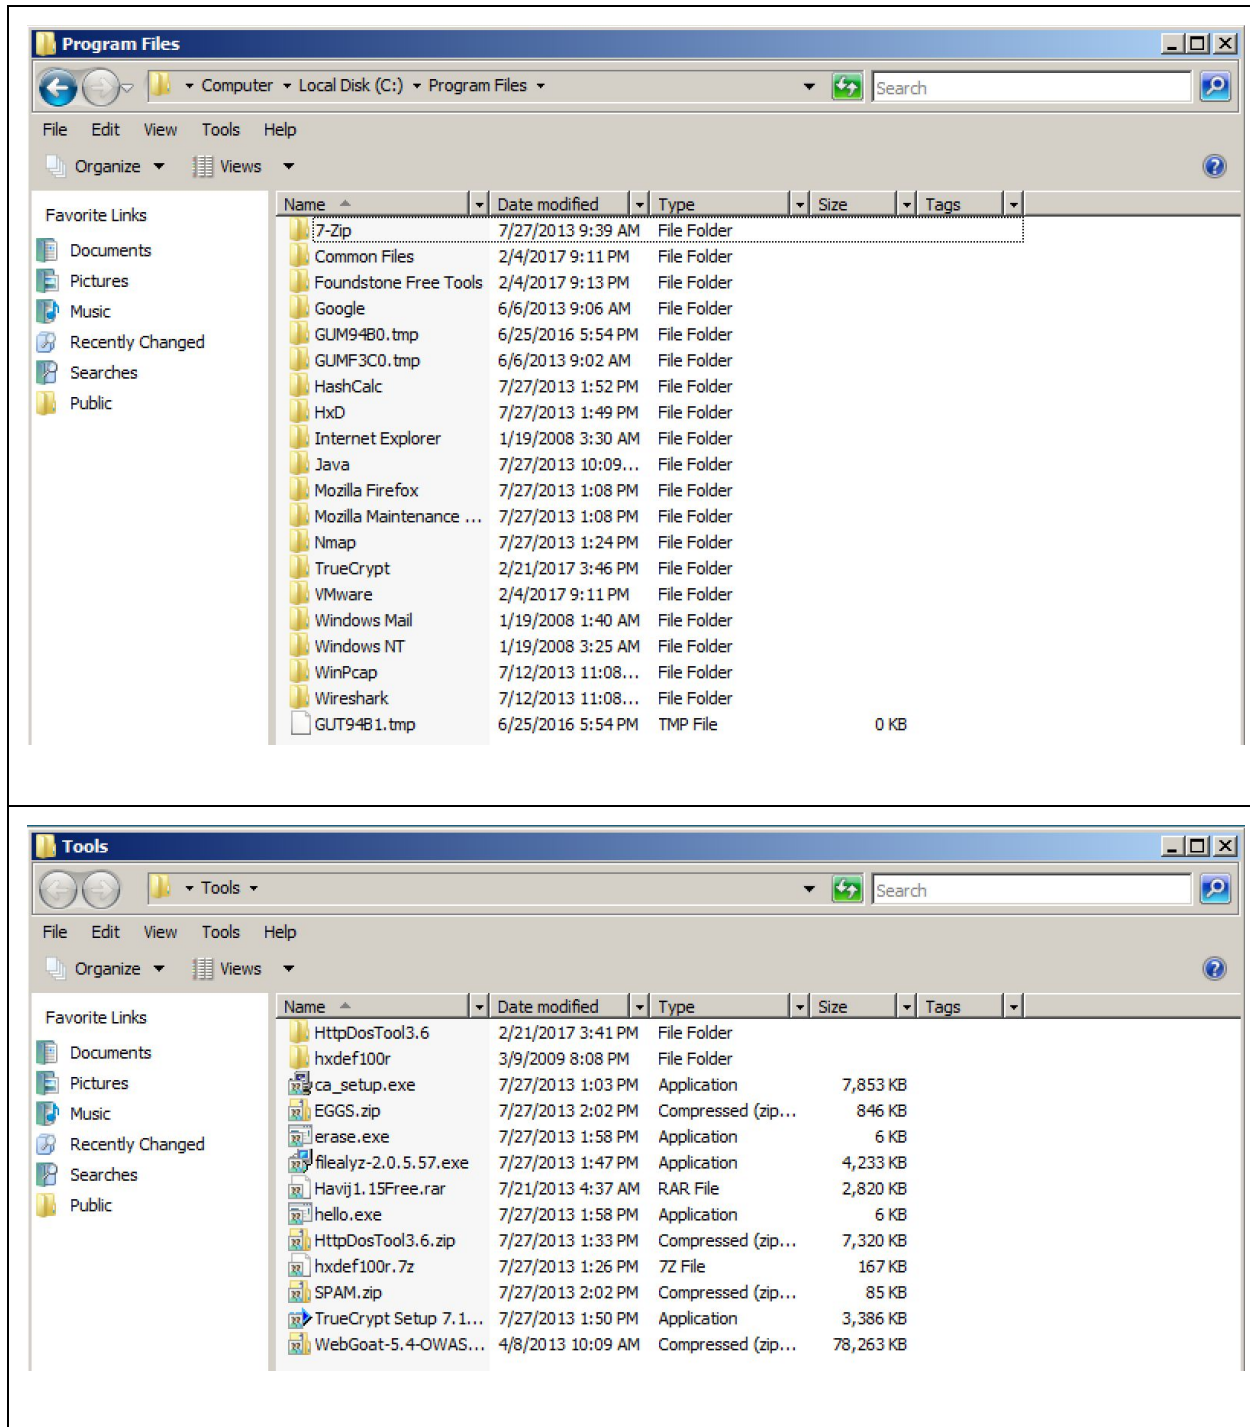 Program Files
Computer Local Disk (C:) Program Files Search
File Edit View Tools Help
Organize Views
Favorite Links
Documents
Pictures
Music
Recently Changed
Searches
Public
Name Date modified Type Size Tags
7-Zip 7/27/2013 9:39 AM File Folder
Common Files 2/4/2017 9:11 PM File Folder
Foundstone Free Tools 2/4/2017 9:13 PM File Folder
Google 6/6/2013 9:06 AM File Folder
GUM94B0.tmp 6/25/2016 5:54 PM File Folder
GUMF3C0.tmp 6/6/2013 9:02 AM File Folder
HashCalc 7/27/2013 1:52 PM File Folder
HxD 7/27/2013 1:49 PM File Folder
Internet Explorer 1/19/2008 3:30 AM File Folder
Java 7/27/2013 10:09... File Folder
Mozilla Firefox 7/27/2013 1:08 PM File Folder
Mozilla Maintenance ... 7/27/2013 1:08 PM File Folder
Nmap 7/27/2013 1:24 PM File Folder
TrueCrypt 2/21/2017 3:46 PM File Folder
VMware 2/4/2017 9:11 PM File Folder
Windows Mail 1/19/2008 1:40 AM File Folder
Windows NT 1/19/2008 3:25 AM File Folder
WinPcap 7/12/2013 11:08... File Folder
Wireshark 7/12/2013 11:08... File Folder
GUT94B1.tmp 6/25/2016 5:54 PM TMP File 0 KB
Tools
Tools Search
File Edit View Tools Help
Organize Views
Favorite Links
Documents
Pictures
Music
Recently Changed
Searches
Public
Name Date modified Type Size Tags
HttpDosTool3.6 2/21/2017 3:41 PM File Folder
hxdef100r 3/9/2009 8:08 PM File Folder
ca_setup.exe 7/27/2013 1:03 PM Application 7,853 KB
EGGS.zip 7/27/2013 2:02 PM Compressed (zip... 846 KB
erase.exe 7/27/2013 1:58 PM Application 6 KB
filealyz-2.0.5.57.exe 7/27/2013 1:47 PM Application 4,233 KB
Havij1.15Free.rar 7/21/2013 4:37 AM RAR File 2,820 KB
hello.exe 7/27/2013 1:58 PM Application 6 KB
HttpDosTool3.6.zip 7/27/2013 1:33 PM Compressed (zip... 7,320 KB
hxdef100r.7z 7/27/2013 1:26 PM 7Z File 167 KB
SPAM.zip 7/27/2013 2:02 PM Compressed (zip... 85 KB
TrueCrypt Setup 7.1... 7/27/2013 1:50 PM Application 3,386 KB
WebGoat-5.4-OWAS... 4/8/2013 10:09 AM Compressed (zip... 78,263 KB